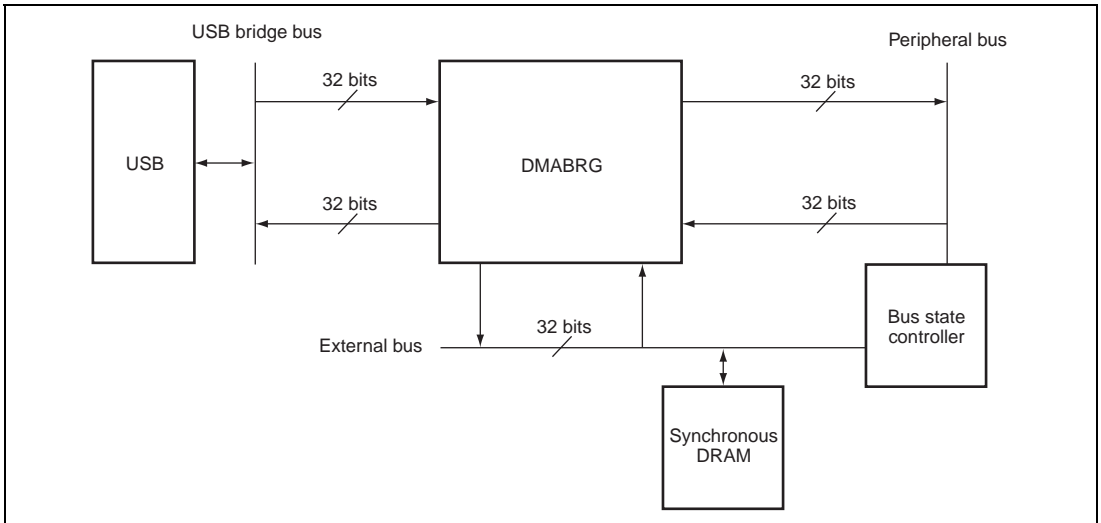 USB bridge bus
Peripheral bus
32 bits
32 bits
USB
DMABRG
32 bits
32 bits
External bus
32 bits
Bus state
controller
Synchronous
DRAM